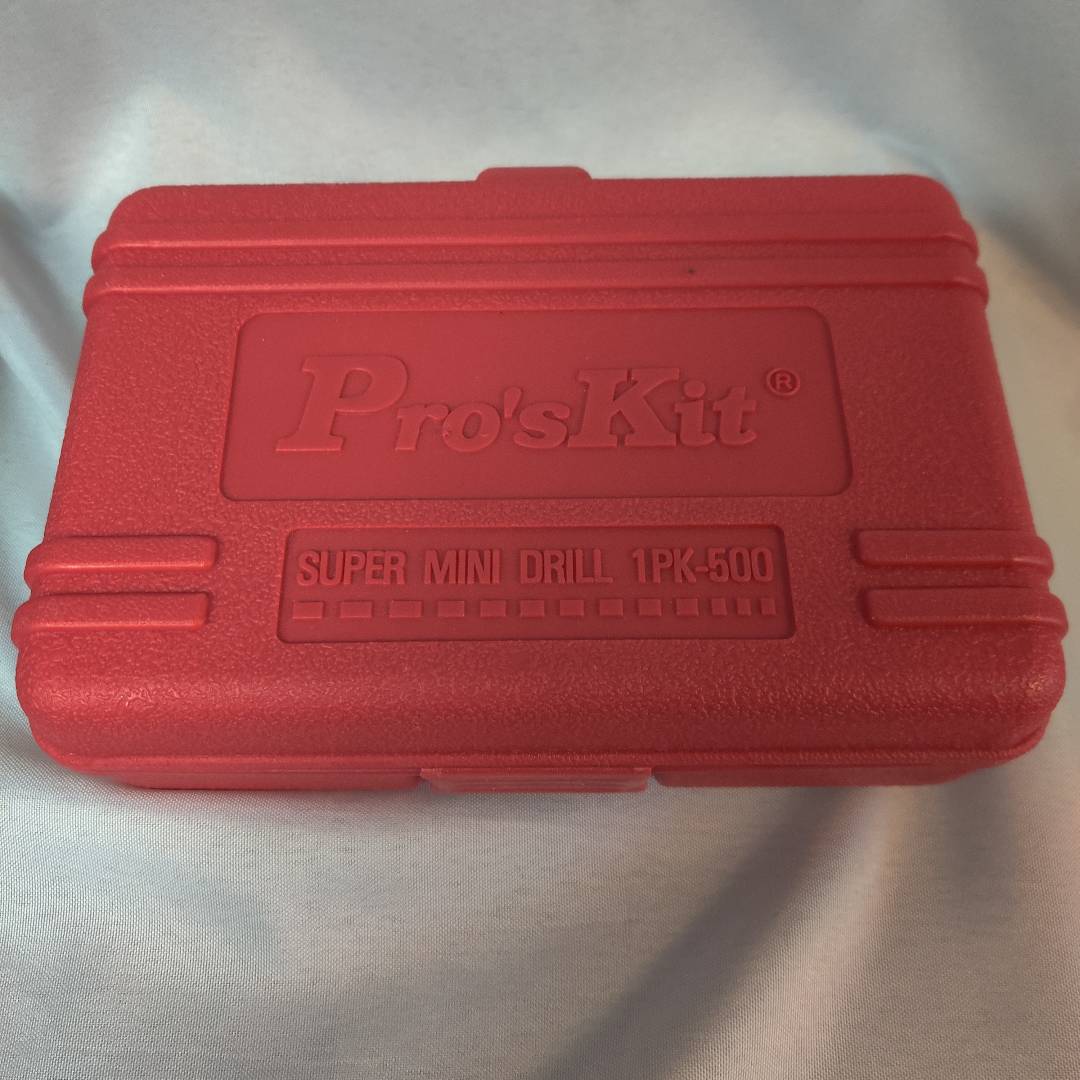 Pro'sKit®
SUPER MINI DRILL 1PK-500